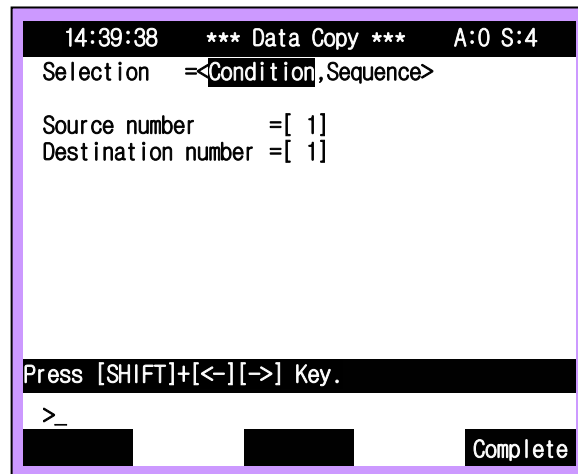 14:39:38 *** Data Copy *** A:0 S:4
Selection =<Condition,Sequence>
Source number =[ 1]
Destination number =[ 1]
Press [SHIFT]+[<-][->] Key.
>_
Complete